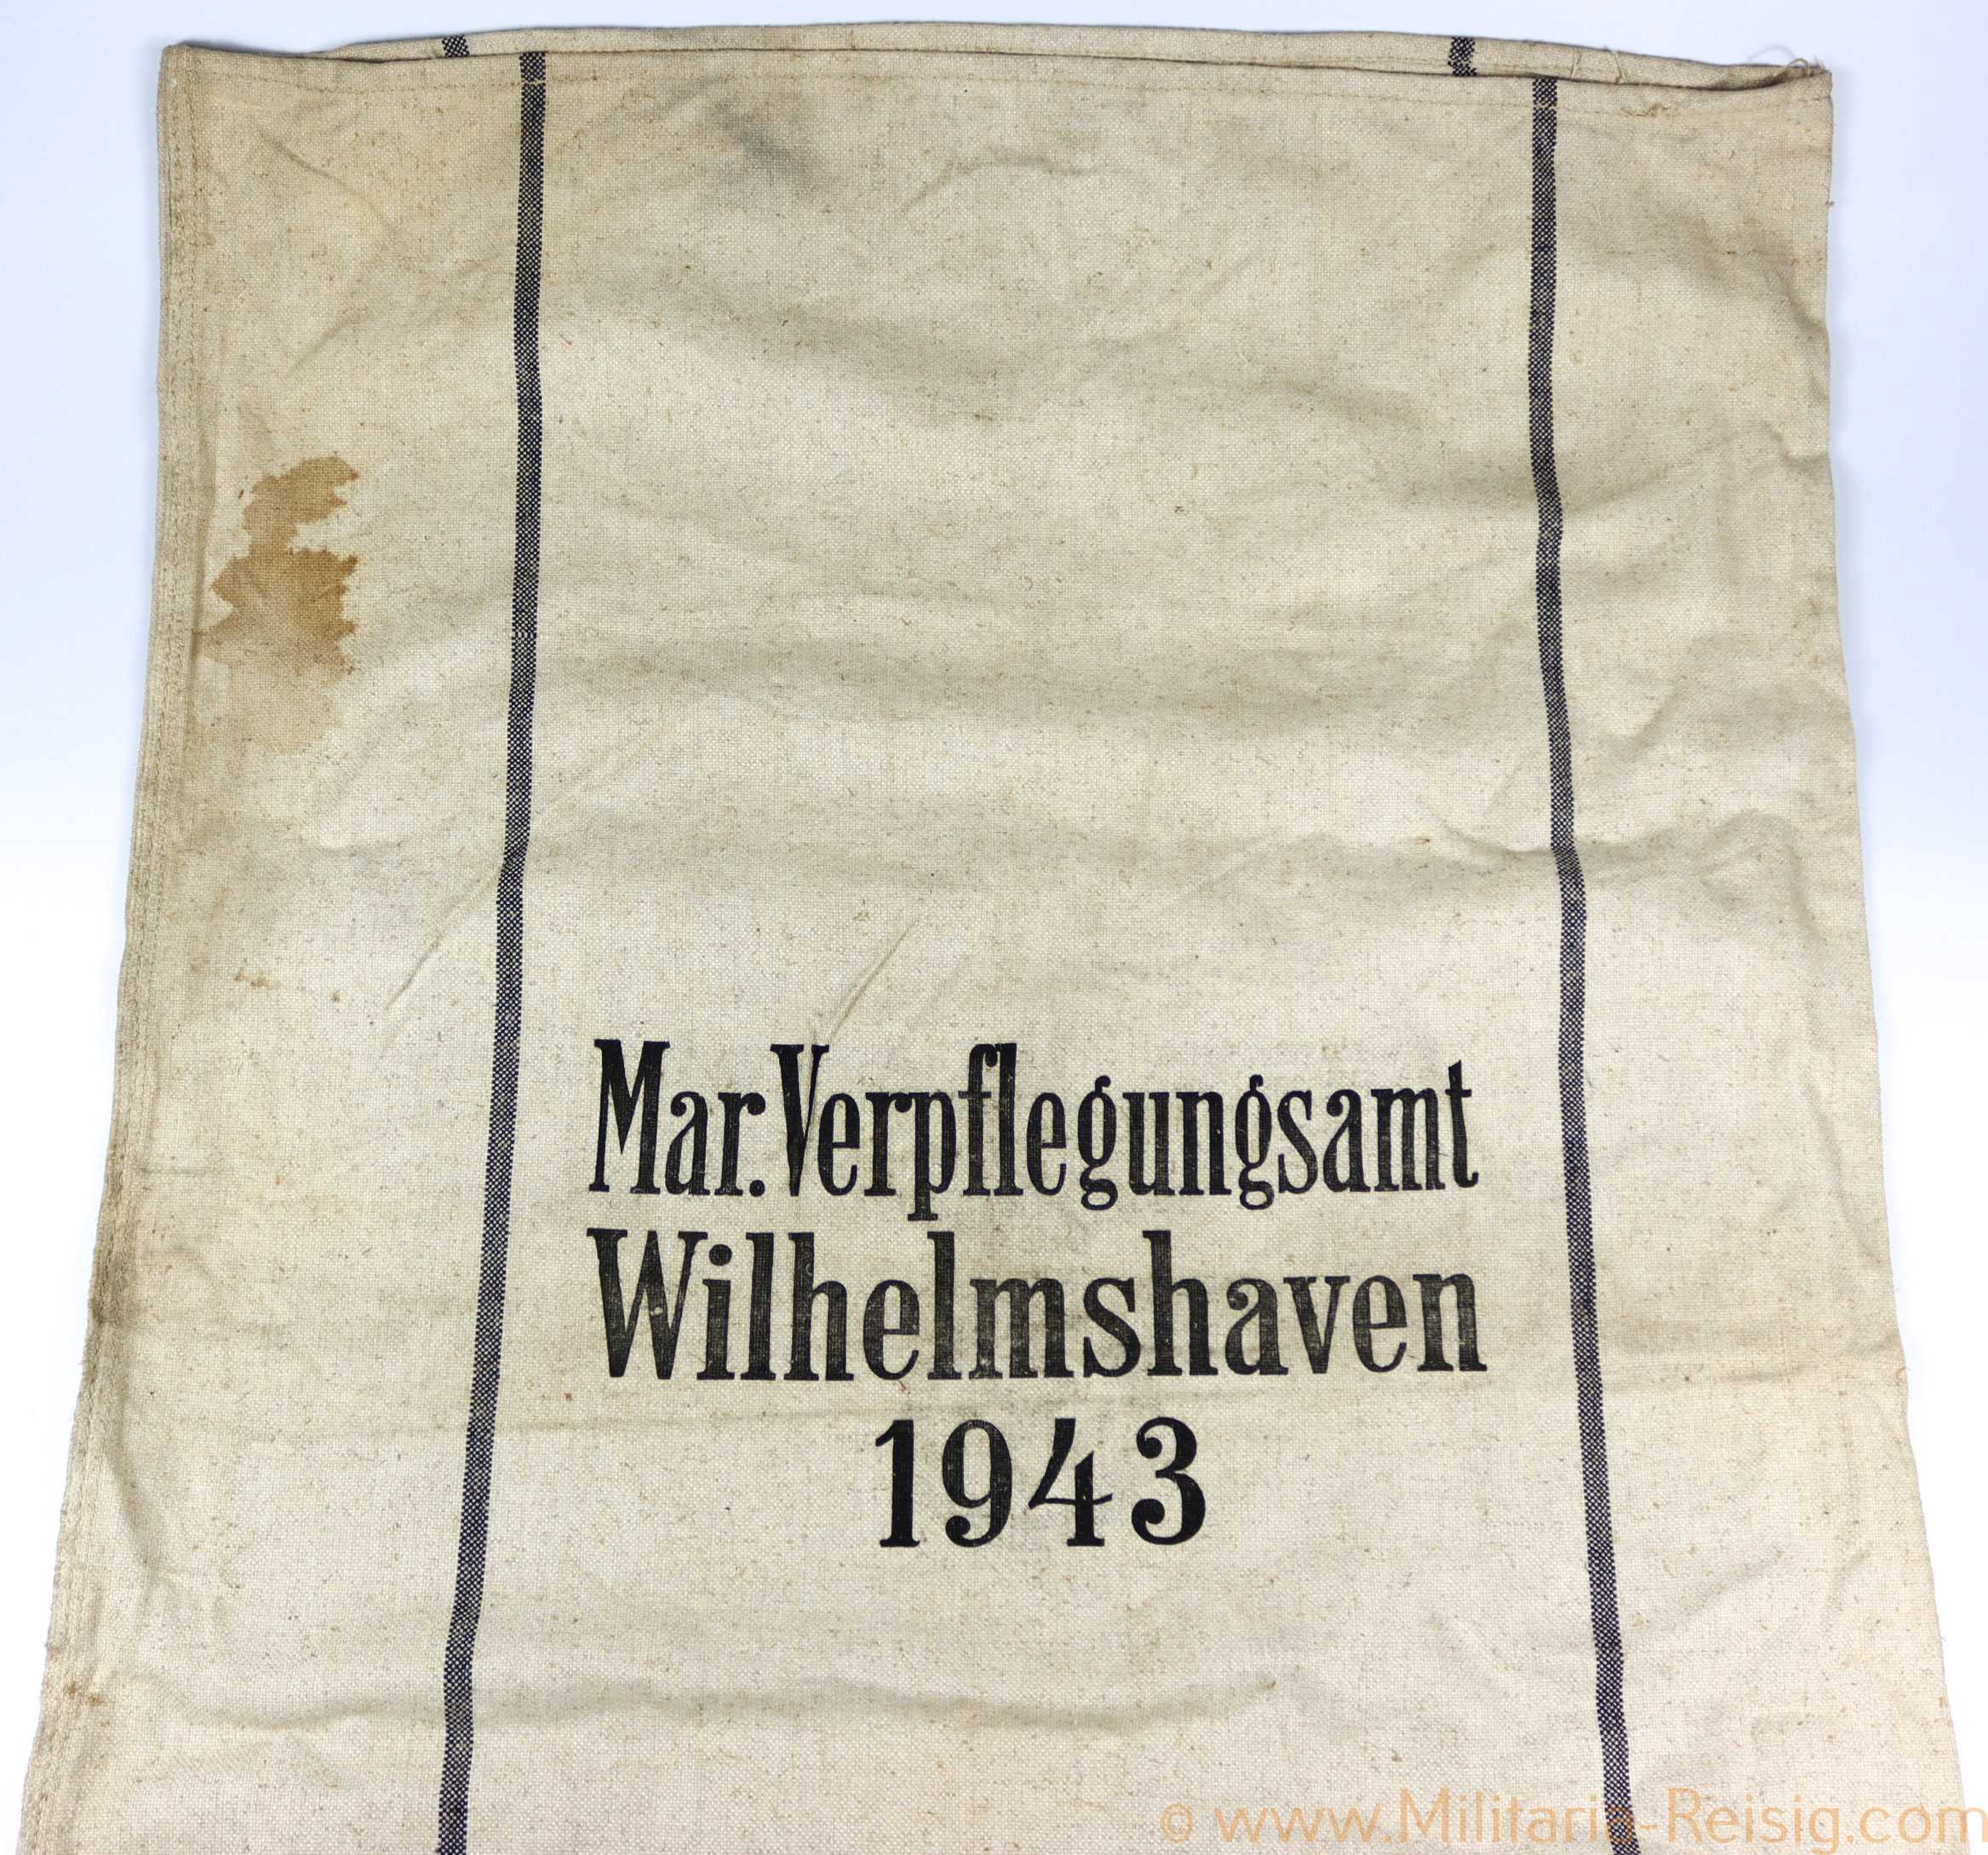 Mar.Verpflegungsamt
Wilhelmshaven
1943
© www.Militaria-Reisig.com